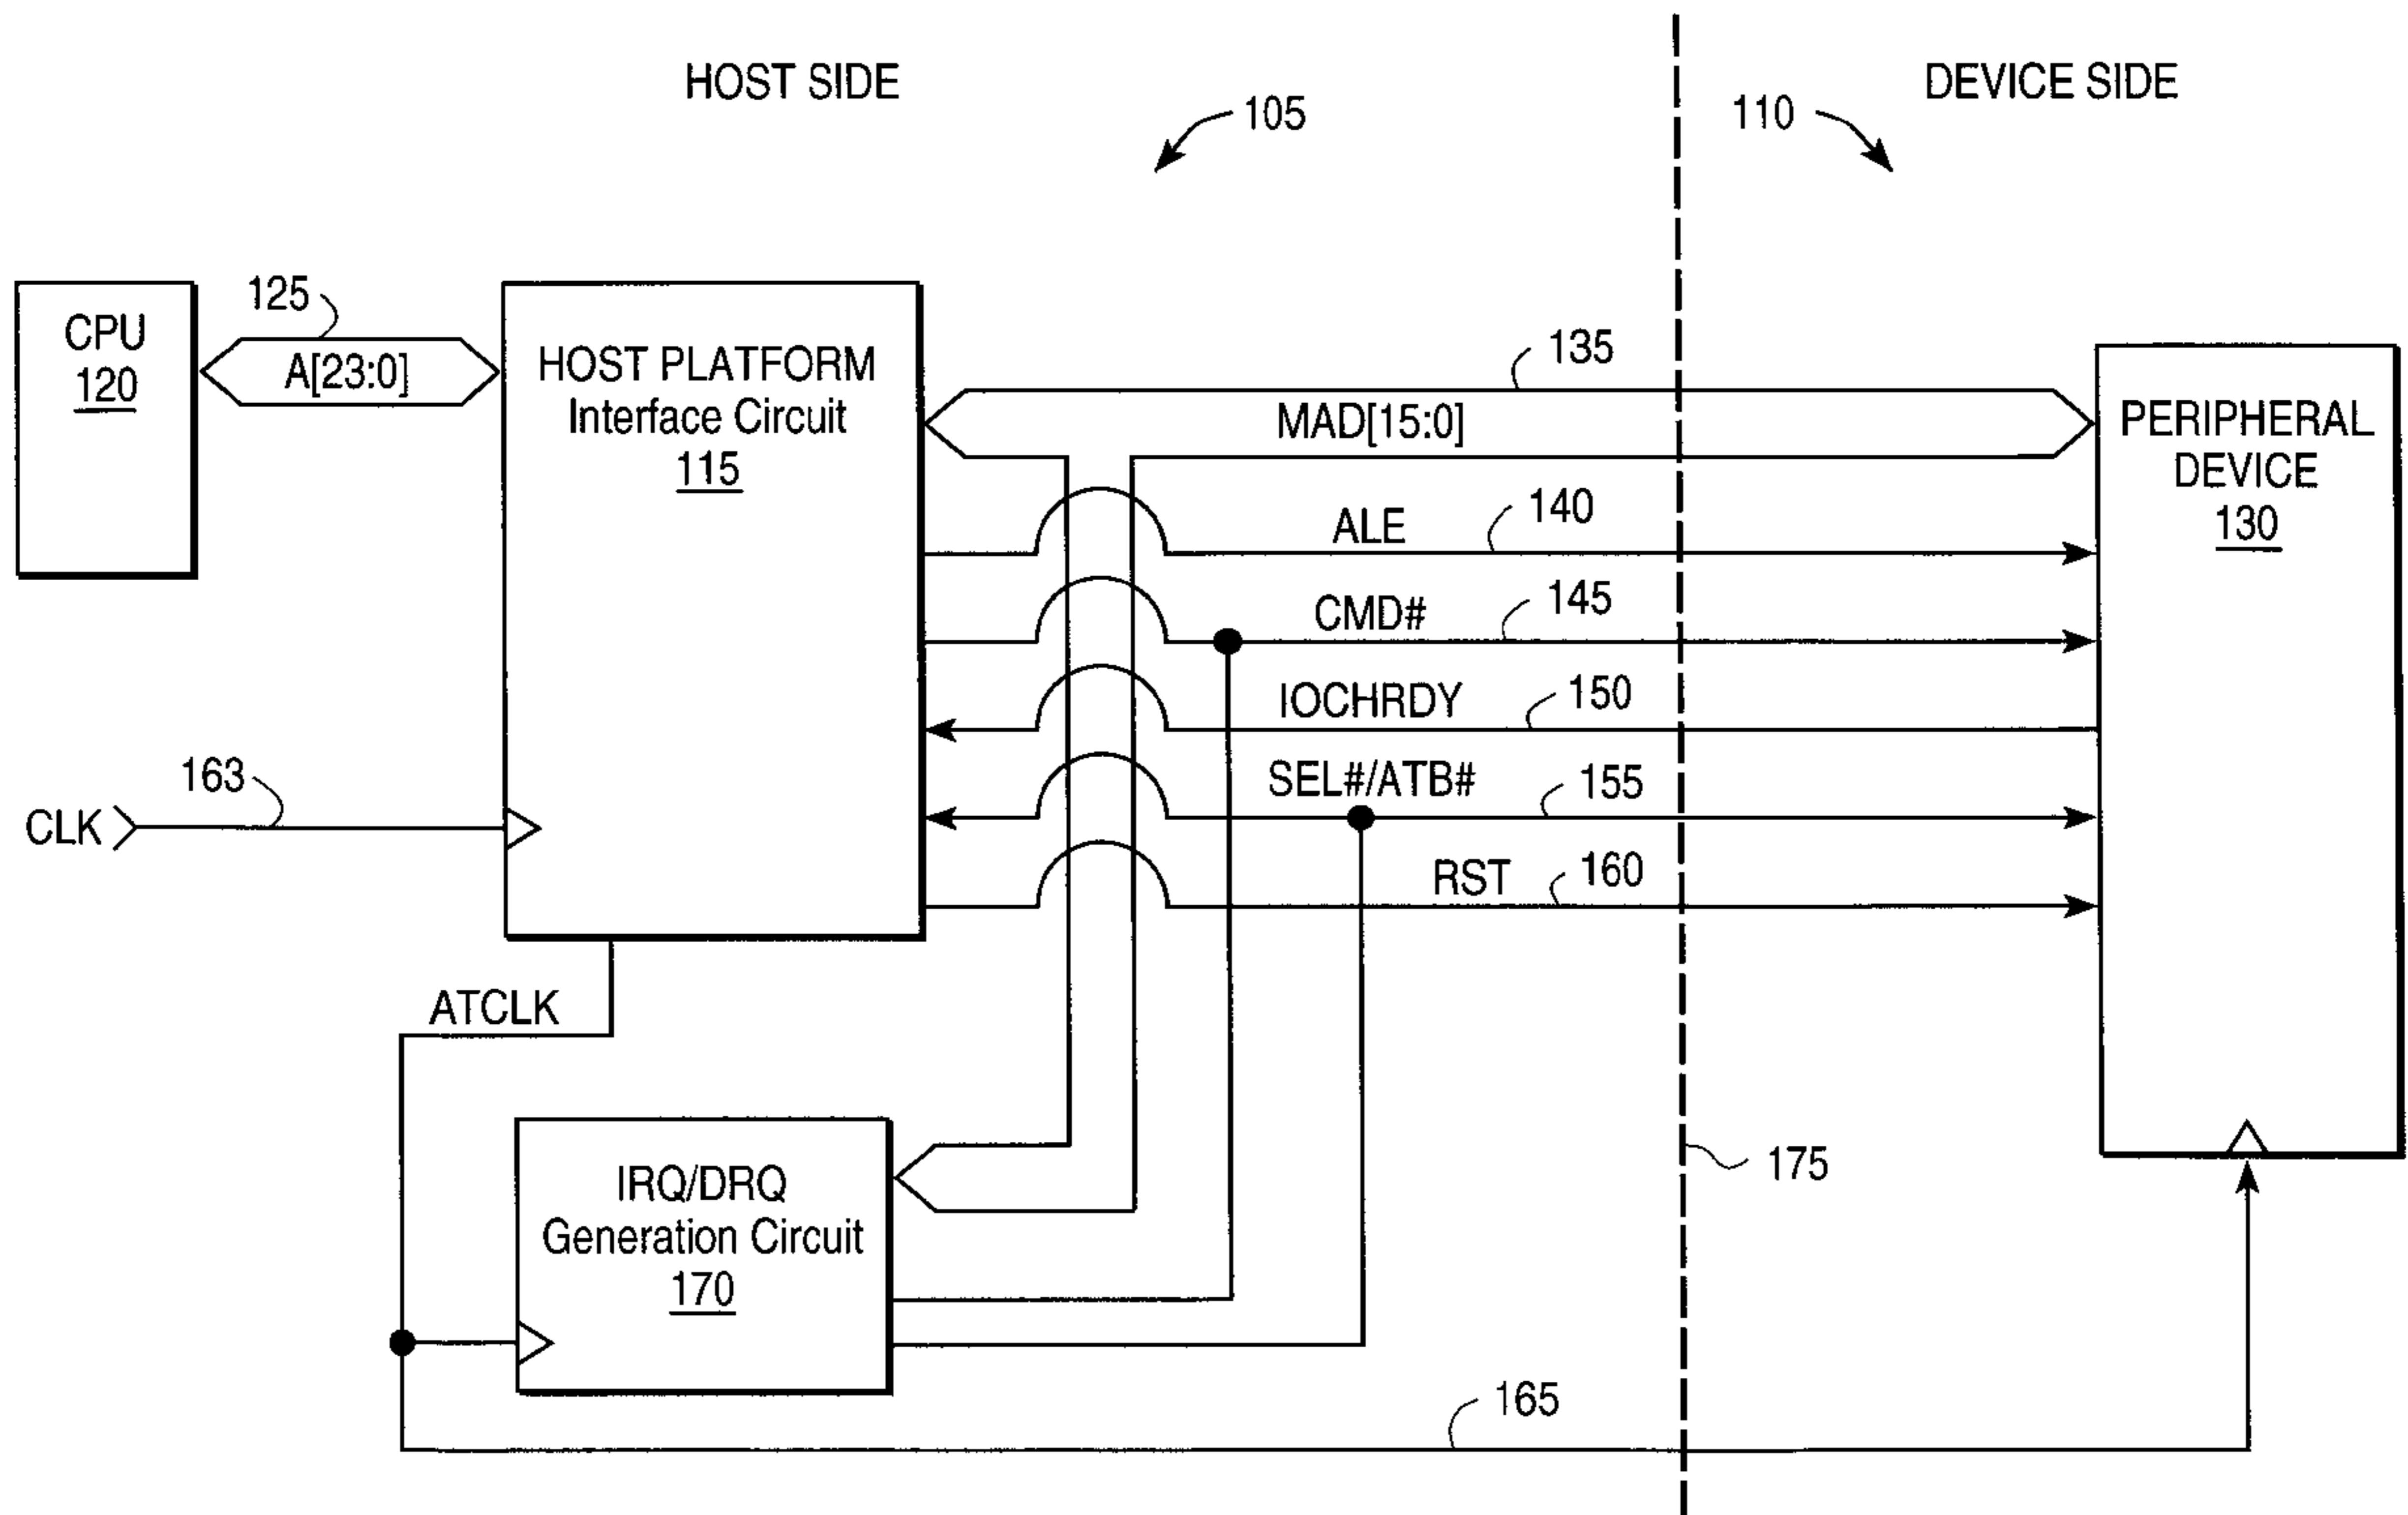 HOST SIDE
DEVICE SIDE
105
110
CPU
120
125
A[23:0]
HOST PLATFORM
Interface Circuit
115
135
MAD[15:0]
PERIPHERAL
DEVICE
130
ALE
140
CMD#
145
IOCHRDY
150
SEL#/ATB#
155
RST
160
163
CLK
ATCLK
IRQ/DRQ
Generation Circuit
170
175
165